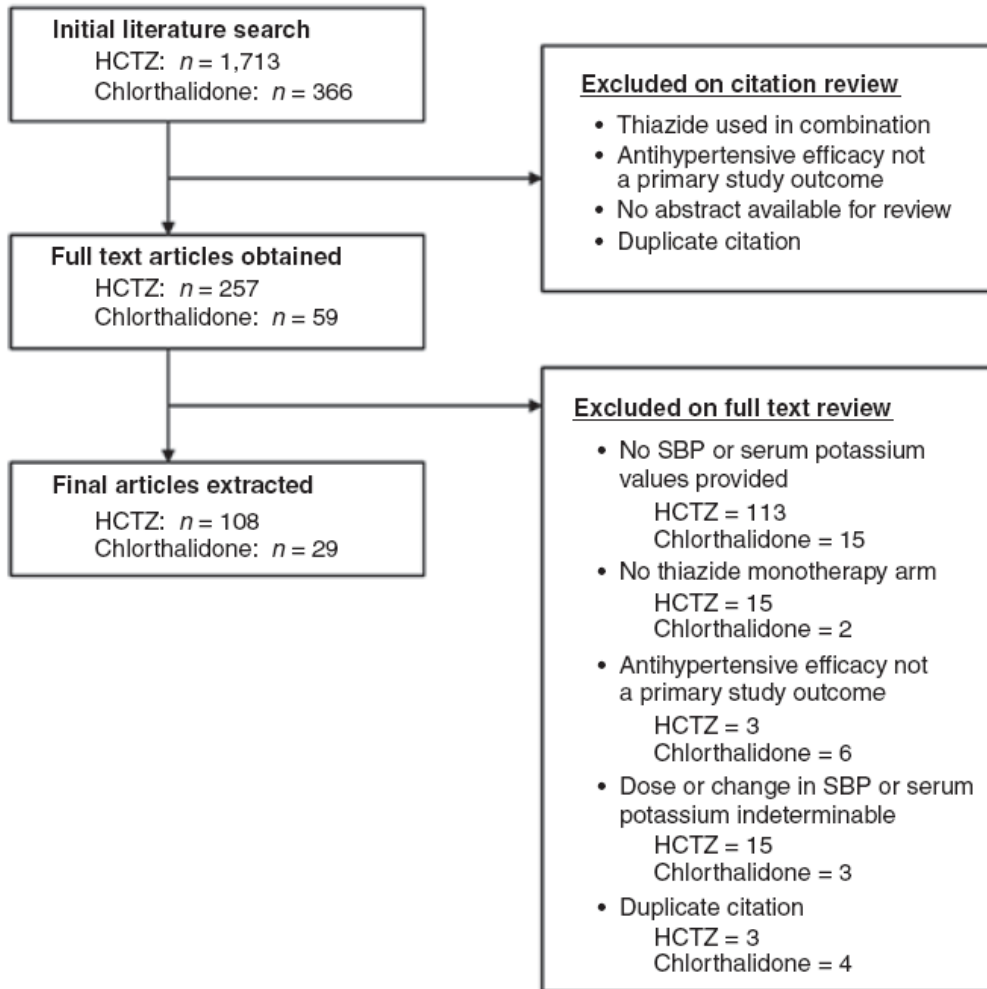 Initial literature search
HCTZ: n = 1,713
Chlorthalidone: n = 366
Excluded on citation review
• Thiazide used in combination
• Antihypertensive efficacy not
a primary study outcome
• No abstract available for review
• Duplicate citation
Full text articles obtained
HCTZ: n = 257
Chlorthalidone: n = 59
Excluded on full text review
• No SBP or serum potassium
values provided
HCTZ = 113
Chlorthalidone = 15
• No thiazide monotherapy arm
HCTZ = 15
Chlorthalidone = 2
• Antihypertensive efficacy not
a primary study outcome
HCTZ = 3
Chlorthalidone = 6
• Dose or change in SBP or serum
potassium indeterminable
HCTZ = 15
Chlorthalidone = 3
• Duplicate citation
HCTZ = 3
Chlorthalidone = 4
Final articles extracted
HCTZ: n = 108
Chlorthalidone: n = 29